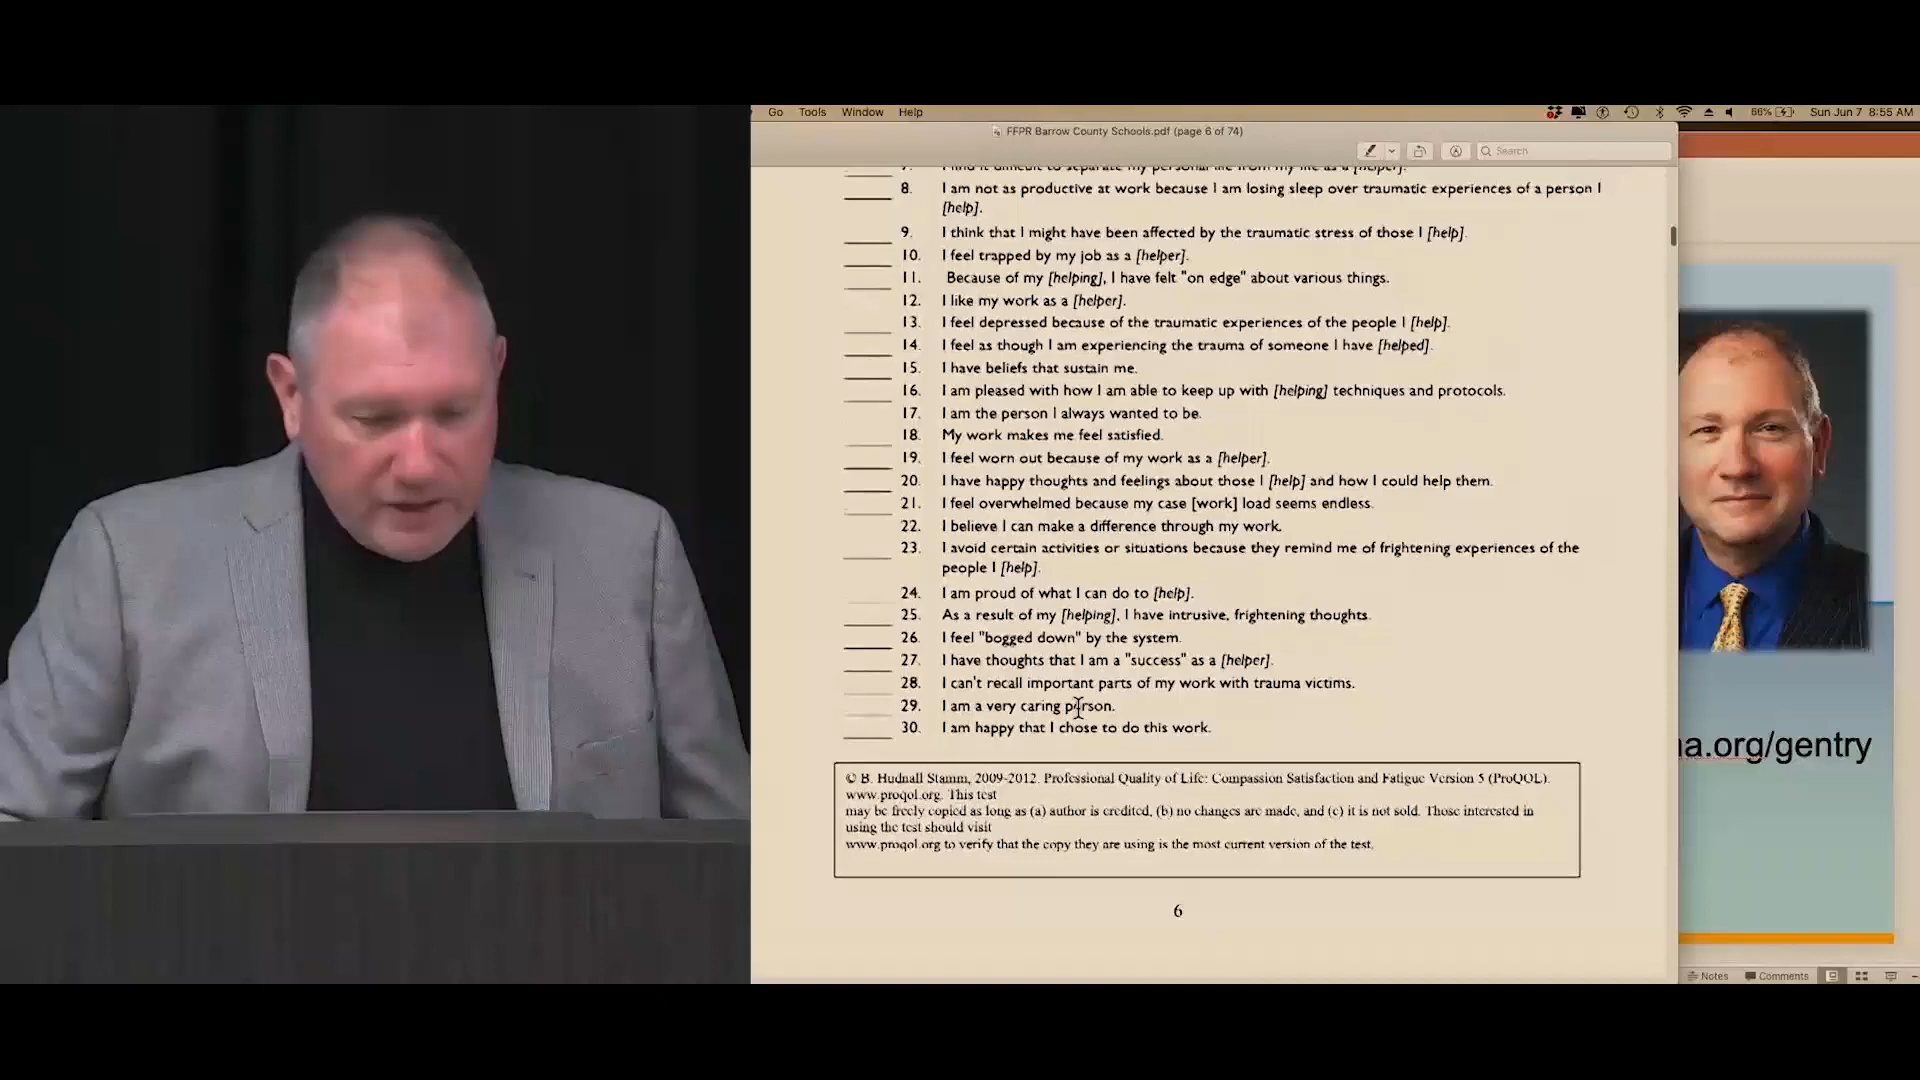 Go Tools Window Help
66% Sun Jun 7 8:55 AM
FFPR Barrow County Schools.pdf (page 6 of 74)
Search
7. I find it difficult to separate my personal life from my life as a [helper].
8. I am not as productive at work because I am losing sleep over traumatic experiences of a person I
[help].
9. I think that I might have been affected by the traumatic stress of those I [help].
10. I feel trapped by my job as a [helper].
11. Because of my [helping], I have felt "on edge" about various things.
12. I like my work as a [helper].
13. I feel depressed because of the traumatic experiences of the people I [help].
14. I feel as though I am experiencing the trauma of someone I have [helped].
15. I have beliefs that sustain me.
16. I am pleased with how I am able to keep up with [helping] techniques and protocols.
17. I am the person I always wanted to be.
18. My work makes me feel satisfied.
19. I feel worn out because of my work as a [helper].
20. I have happy thoughts and feelings about those I [help] and how I could help them.
21. I feel overwhelmed because my case [work] load seems endless.
22. I believe I can make a difference through my work.
23. I avoid certain activities or situations because they remind me of frightening experiences of the
people I [help].
24. I am proud of what I can do to [help].
25. As a result of my [helping], I have intrusive, frightening thoughts.
26. I feel "bogged down" by the system.
27. I have thoughts that I am a "success" as a [helper].
28. I can't recall important parts of my work with trauma victims.
29. I am a very caring person.
30. I am happy that I chose to do this work.
© B. Hudnall Stamm, 2009-2012. Professional Quality of Life: Compassion Satisfaction and Fatigue Version 5 (ProQOL).
www.proqol.org. This test
may be freely copied as long as (a) author is credited, (b) no changes are made, and (c) it is not sold. Those interested in
using the test should visit
www.proqol.org to verify that the copy they are using is the most current version of the test.
6
na.org/gentry
Notes Comments